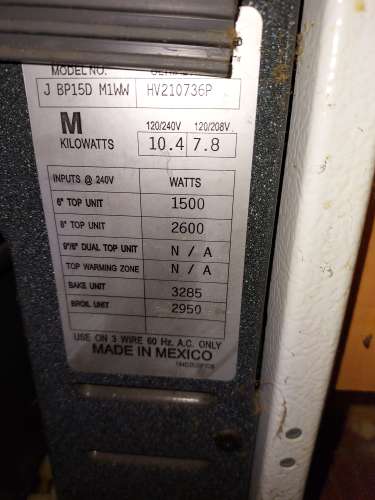 MODEL NO.
J BP15D M1WW HV210736P
M 120/240V 120/208V
KILOWATTS 10.4 7.8
INPUTS @ 240V WATTS
6" TOP UNIT 1500
8" TOP UNIT 2600
9"/6" DUAL TOP UNIT N/A
TOP WARMING ZONE N/A
BAKE UNIT 3285
BROIL UNIT 2950
USE ON 3 WIRE 60 Hz. A.C. ONLY
MADE IN MEXICO